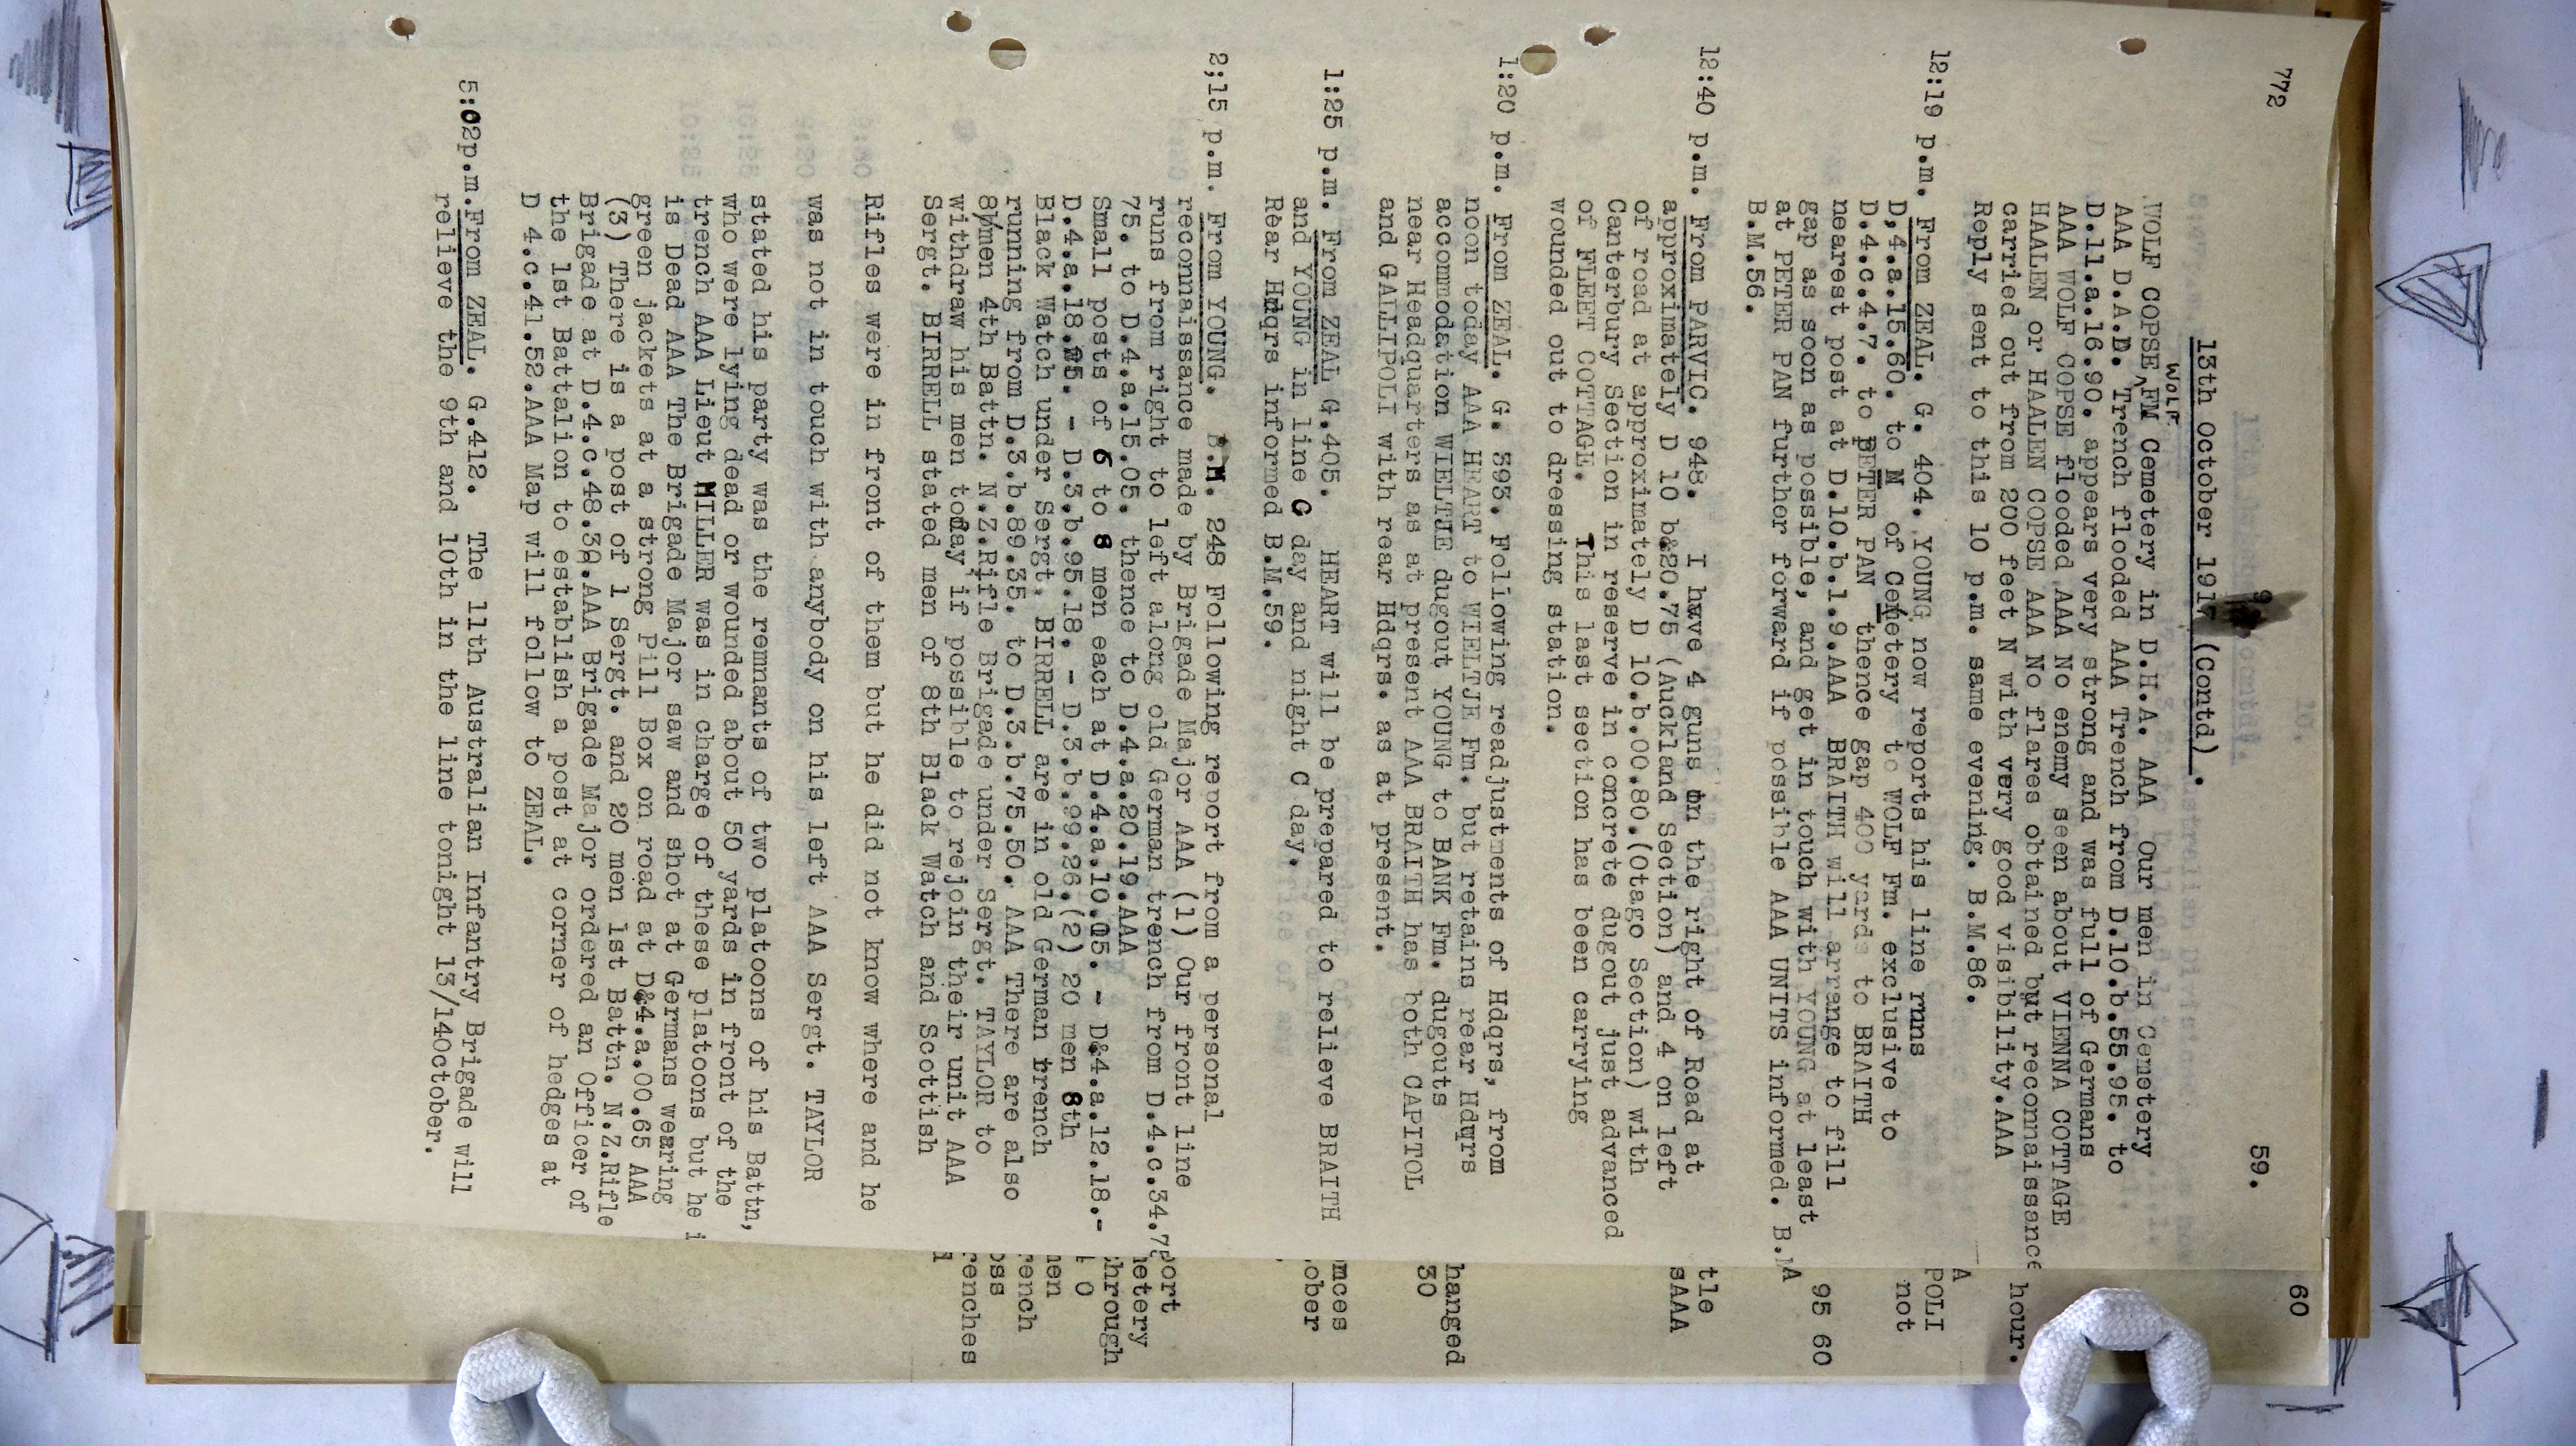 772
59.
13th October 1917 (Contd).
WOLF
WOLF COPSE FM Cemetery in D.H.A. AAA Our men in Cemetery
AAA D.A.D. Trench flooded AAA Trench from D.10.b.55.95. to
D.11.a.16.90. appears very strong and was full of Germans
AAA WOLF COPSE flooded AAA No enemy seen about VIENNA COTTAGE
HAALEN or HAALEN COPSE AAA No flares obtained but reconnaissance
carried out from 200 feet N with very good visibility.AAA
Reply sent to this 10 p.m. same evening. B.M.86.
12:19 p.m. From ZEAL. G. 404. YOUNG now reports his line runs
D,4.a.15.60. to N of Cemetery to WOLF Fm. exclusive to
D.4.c.4.7. to PETER PAN thence gap 400 yards to BRAITH
nearest post at D.10.b.1.9.AAA BRAITH will arrange to fill
gap as soon as possible, and get in touch with YOUNG at least
at PETER PAN further forward if possible AAA UNITS informed. B.M
B.M.56.
12:40 p.m. From PARVIC. 948. I have 4 guns on the right of Road at
approximately D 10 b&20.75 (Auckland Section) and 4 on left
of road at approximately D 10.b.00.80.(Otago Section) with
Canterbury Section in reserve in concrete dugout just advanced
of FLEET COTTAGE. This last section has been carrying
wounded out to dressing station.
1:20 p.m. From ZEAL. G. 395. Following readjustments of Hdqrs, from
noon today AAA HEART to WIELTJE Fm. but retains rear Hdqrs
accommodation WIELTJE dugout YOUNG to BANK Fm. dugouts
near Headquarters as at present AAA BRAITH has both CAPITOL
and GALLIPOLI with rear Hdqrs. as at present.
1:25 p.m. From ZEAL G.405. HEART will be prepared to relieve BRAITH
and YOUNG in line C day and night C day.
Rear Hdqrs informed B.M.59.
2;15 p.m. From YOUNG. B.M. 248 Following report from a personal
reconnaissance made by Brigade Major AAA (1) Our front line
runs from right to left along old German trench from D.4.c.34.75
75. to D.4.a.15.05. thence to D.4.a.20.19.AAA
Small posts of 6 to 8 men each at D.4.a.10.05. - D&4.a.12.18.-
D.4.a.18.25. - D.3.b.95.18. - D.3.b.99.26.(2) 20 men 8th
Black Watch under Sergt. BIRRELL are in old German trench
running from D.3.b.89.35. to D.3.b.75.50. AAA There are also
8/men 4th Battn. N.Z.Rifle Brigade under Sergt. TAYLOR to
withdraw his men today if possible to rejoin their unit AAA
Sergt. BIRRELL stated men of 8th Black Watch and Scottish
Rifles were in front of them but he did not know where and he
was not in touch with anybody on his left AAA Sergt. TAYLOR
stated his party was the remnants of two platoons of his Battn,
who were lying dead or wounded about 50 yards in front of the
trench AAA Lieut MILLER was in charge of these platoons but he i
is Dead AAA The Brigade Major saw and shot at Germans wearing
green jackets at a strong Pill Box on road at D&4.a.00.65 AAA
(3) There is a post of 1 Sergt. and 20 men 1st Battn. N.Z.Rifle
Brigade at D.4.c.48.30.AAA Brigade Major ordered an Officer of
the 1st Battalion to establish a post at corner of hedges at
D 4.c.41.52.AAA Map will follow to ZEAL.
5:02p.m.From ZEAL. G.412. The 11th Australian Infantry Brigade will
relieve the 9th and 10th in the line tonight 13/14October.
60
hour.
A
POLI
not
95 60
A
tle
sAAA
hanged
30
mces
ober
port
etery
hrough
0
men
rench
oss
renches